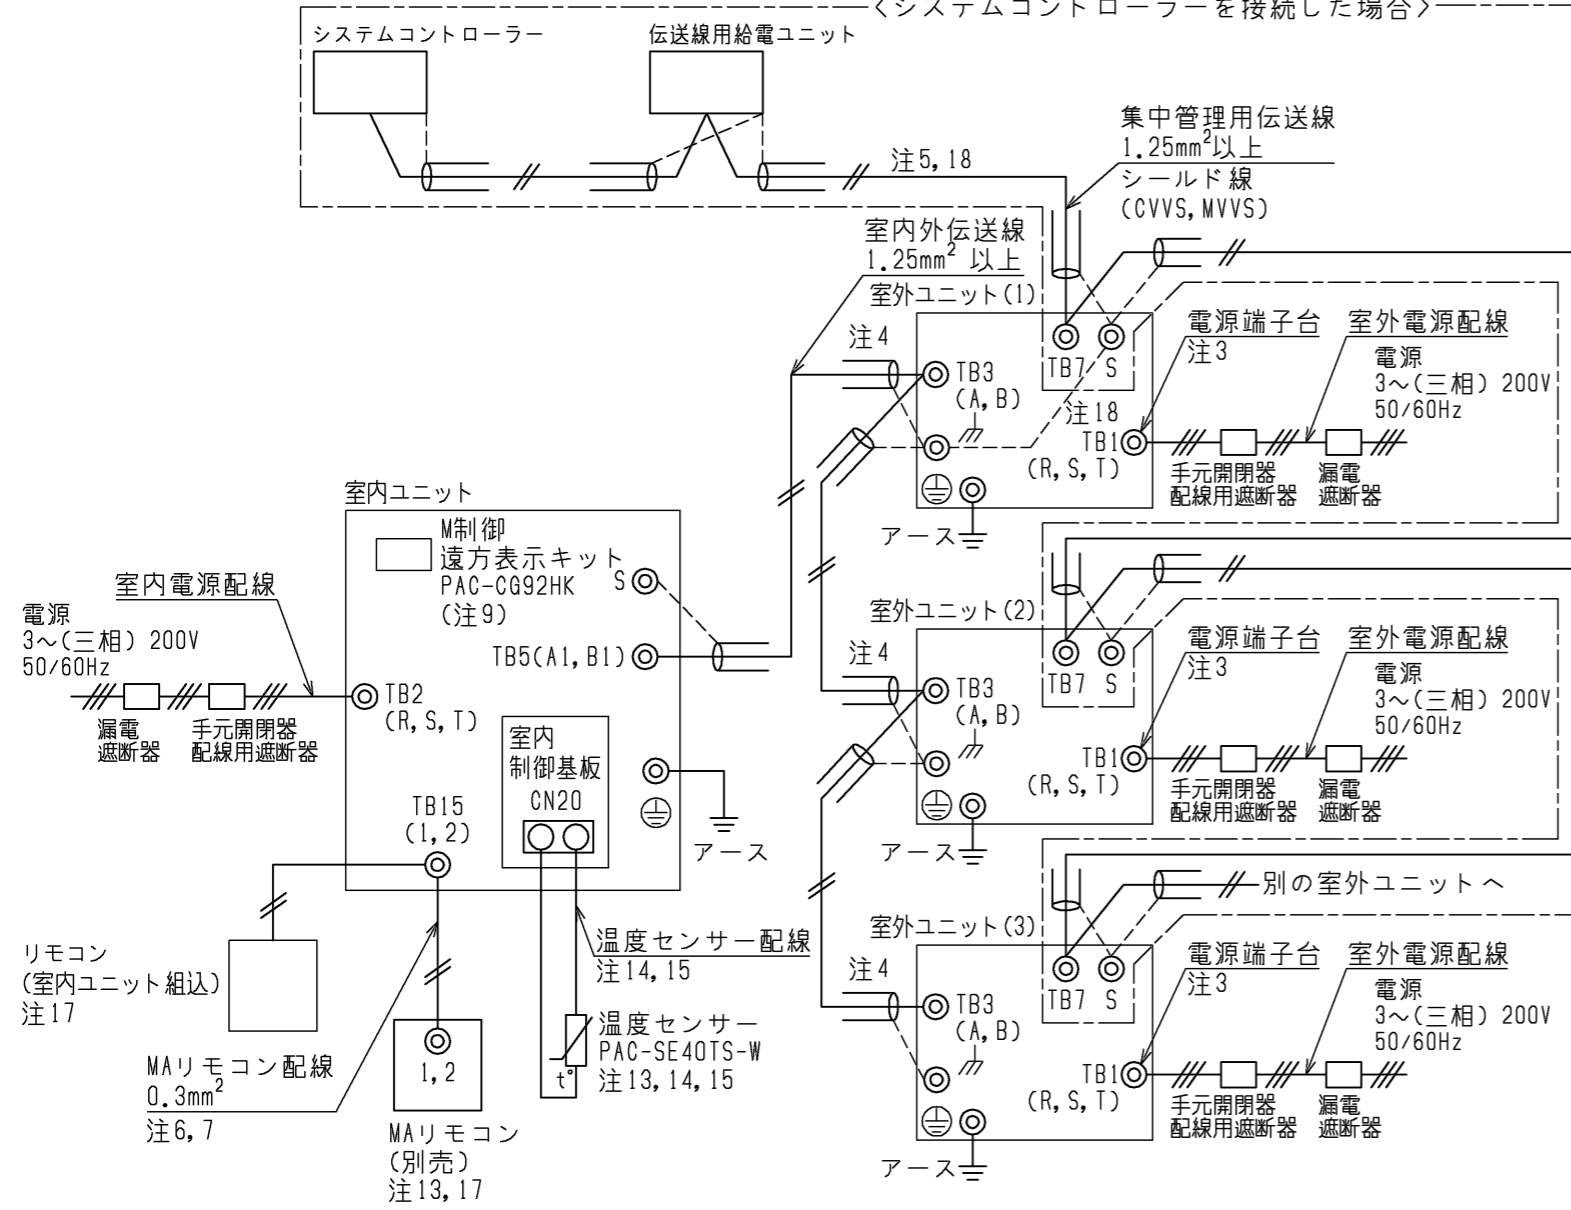 〈システムコントローラーを接続した場合〉
システムコントローラー
伝送線用給電ユニット
注5,18
集中管理用伝送線
1.25mm²以上
シールド線
(CVVS,MVVS)
室内外伝送線
1.25mm² 以上
室外ユニット(1)
注4
TB3
(A,B)
TB7 S
注18
TB1
(R,S,T)
アース
電源端子台
注3
室外電源配線
電源
3～(三相) 200V
50/60Hz
手元開閉器
配線用遮断器
漏電
遮断器
室内ユニット
M制御
遠方表示キット
PAC-CG92HK
(注9)
S
TB5(A1,B1)
室内電源配線
電源
3～(三相) 200V
50/60Hz
漏電
遮断器
手元開閉器
配線用遮断器
TB2
(R,S,T)
室内
制御基板
CN20
TB15
(1,2)
アース
室外ユニット(2)
注4
TB3
(A,B)
TB7 S
TB1
(R,S,T)
アース
電源端子台
注3
室外電源配線
電源
3～(三相) 200V
50/60Hz
手元開閉器
配線用遮断器
漏電
遮断器
別の室外ユニットへ
室外ユニット(3)
注4
TB3
(A,B)
TB7 S
TB1
(R,S,T)
アース
電源端子台
注3
室外電源配線
電源
3～(三相) 200V
50/60Hz
手元開閉器
配線用遮断器
漏電
遮断器
リモコン
(室内ユニット組込)
注17
MAリモコン配線
0.3mm²
注6,7
1,2
MAリモコン
(別売)
注13,17
温度センサー配線
注14,15
t°
温度センサー
PAC-SE40TS-W
注13,14,15